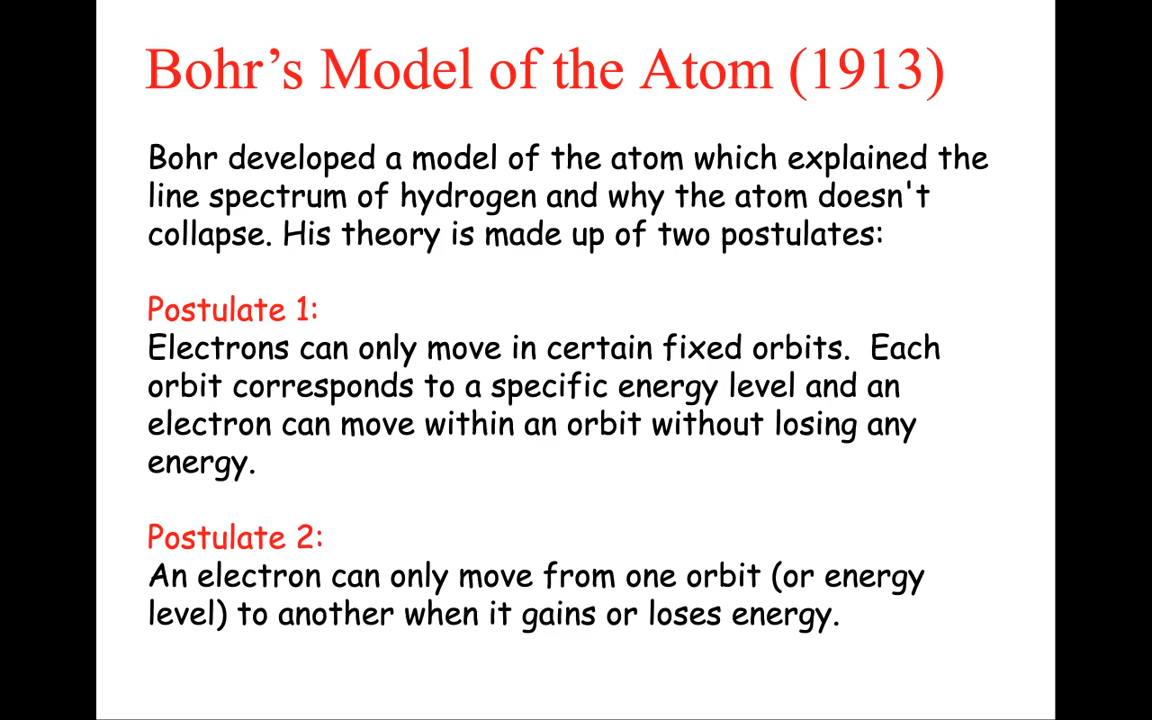 Bohr’s Model of the Atom (1913)
Bohr developed a model of the atom which explained the
line spectrum of hydrogen and why the atom doesn't
collapse. His theory is made up of two postulates:
Postulate 1:
Electrons can only move in certain fixed orbits.  Each
orbit corresponds to a specific energy level and an
electron can move within an orbit without losing any
energy.
Postulate 2:
An electron can only move from one orbit (or energy
level) to another when it gains or loses energy.